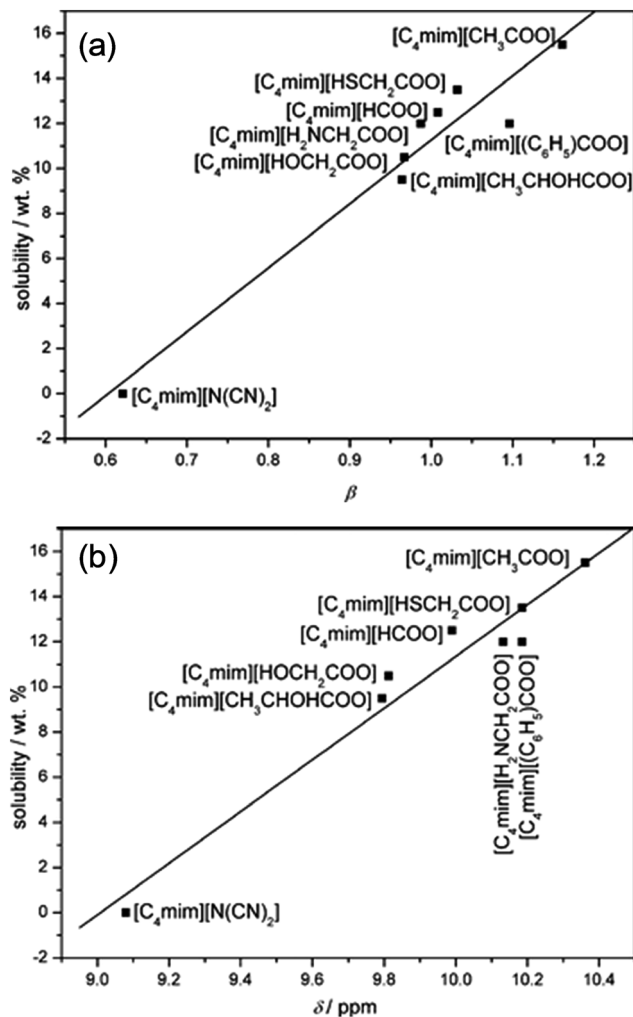 (a)
solubility / wt. %
16
14
12
10
8
6
4
2
0
-2
[C₄mim][CH₃COO]
[C₄mim][HSCH₂COO]
[C₄mim][HCOO]
[C₄mim][H₂NCH₂COO]
[C₄mim][(C₆H₅)COO]
[C₄mim][HOCH₂COO]
[C₄mim][CH₃CHOHCOO]
[C₄mim][N(CN)₂]
0.6 0.7 0.8 0.9 1.0 1.1 1.2
β
(b)
solubility / wt. %
16
14
12
10
8
6
4
2
0
-2
[C₄mim][CH₃COO]
[C₄mim][HSCH₂COO]
[C₄mim][HCOO]
[C₄mim][HOCH₂COO]
[C₄mim][CH₃CHOHCOO]
[C₄mim][H₂NCH₂COO]
[C₄mim][(C₆H₅)COO]
[C₄mim][N(CN)₂]
9.0 9.2 9.4 9.6 9.8 10.0 10.2 10.4
δ / ppm